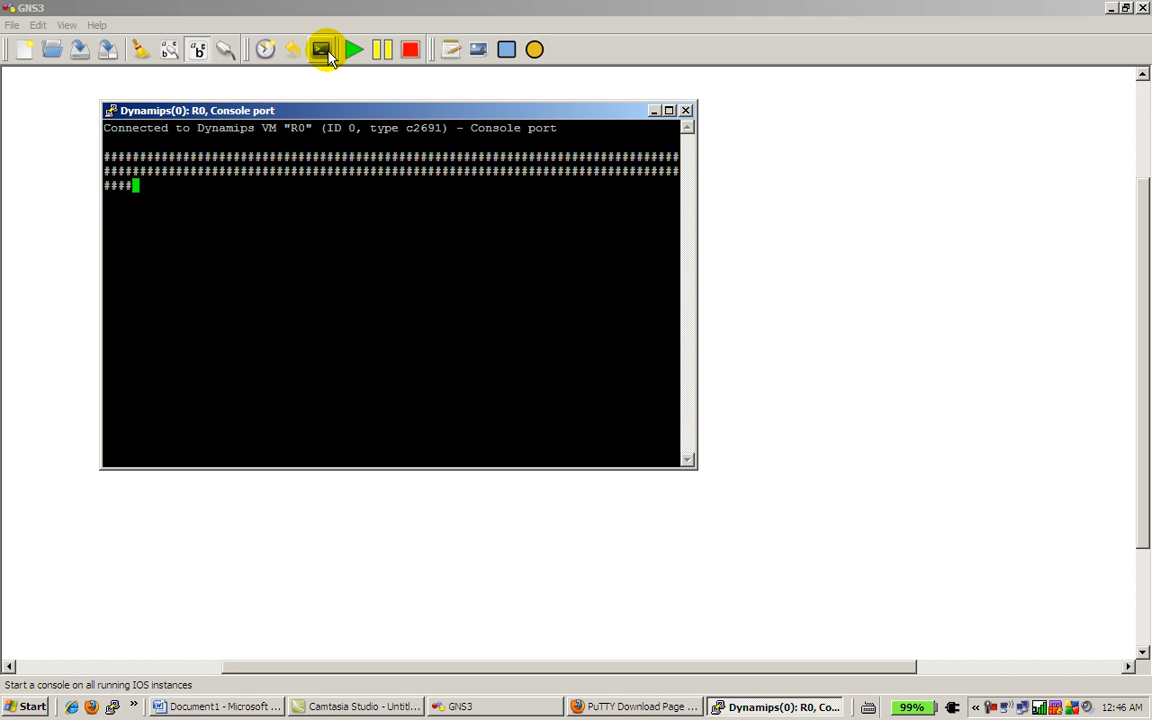 GNS3
File Edit View Help
Dynamips(0): R0, Console port
Connected to Dynamips VM "R0" (ID 0, type c2691) - Console port
################################################################################
################################################################################
####
Start a console on all running IOS instances
Start Document1 - Microsoft ... Camtasia Studio - Untitl... GNS3 PuTTY Download Page ... Dynamips(0): R0, Co... 99% 12:46 AM